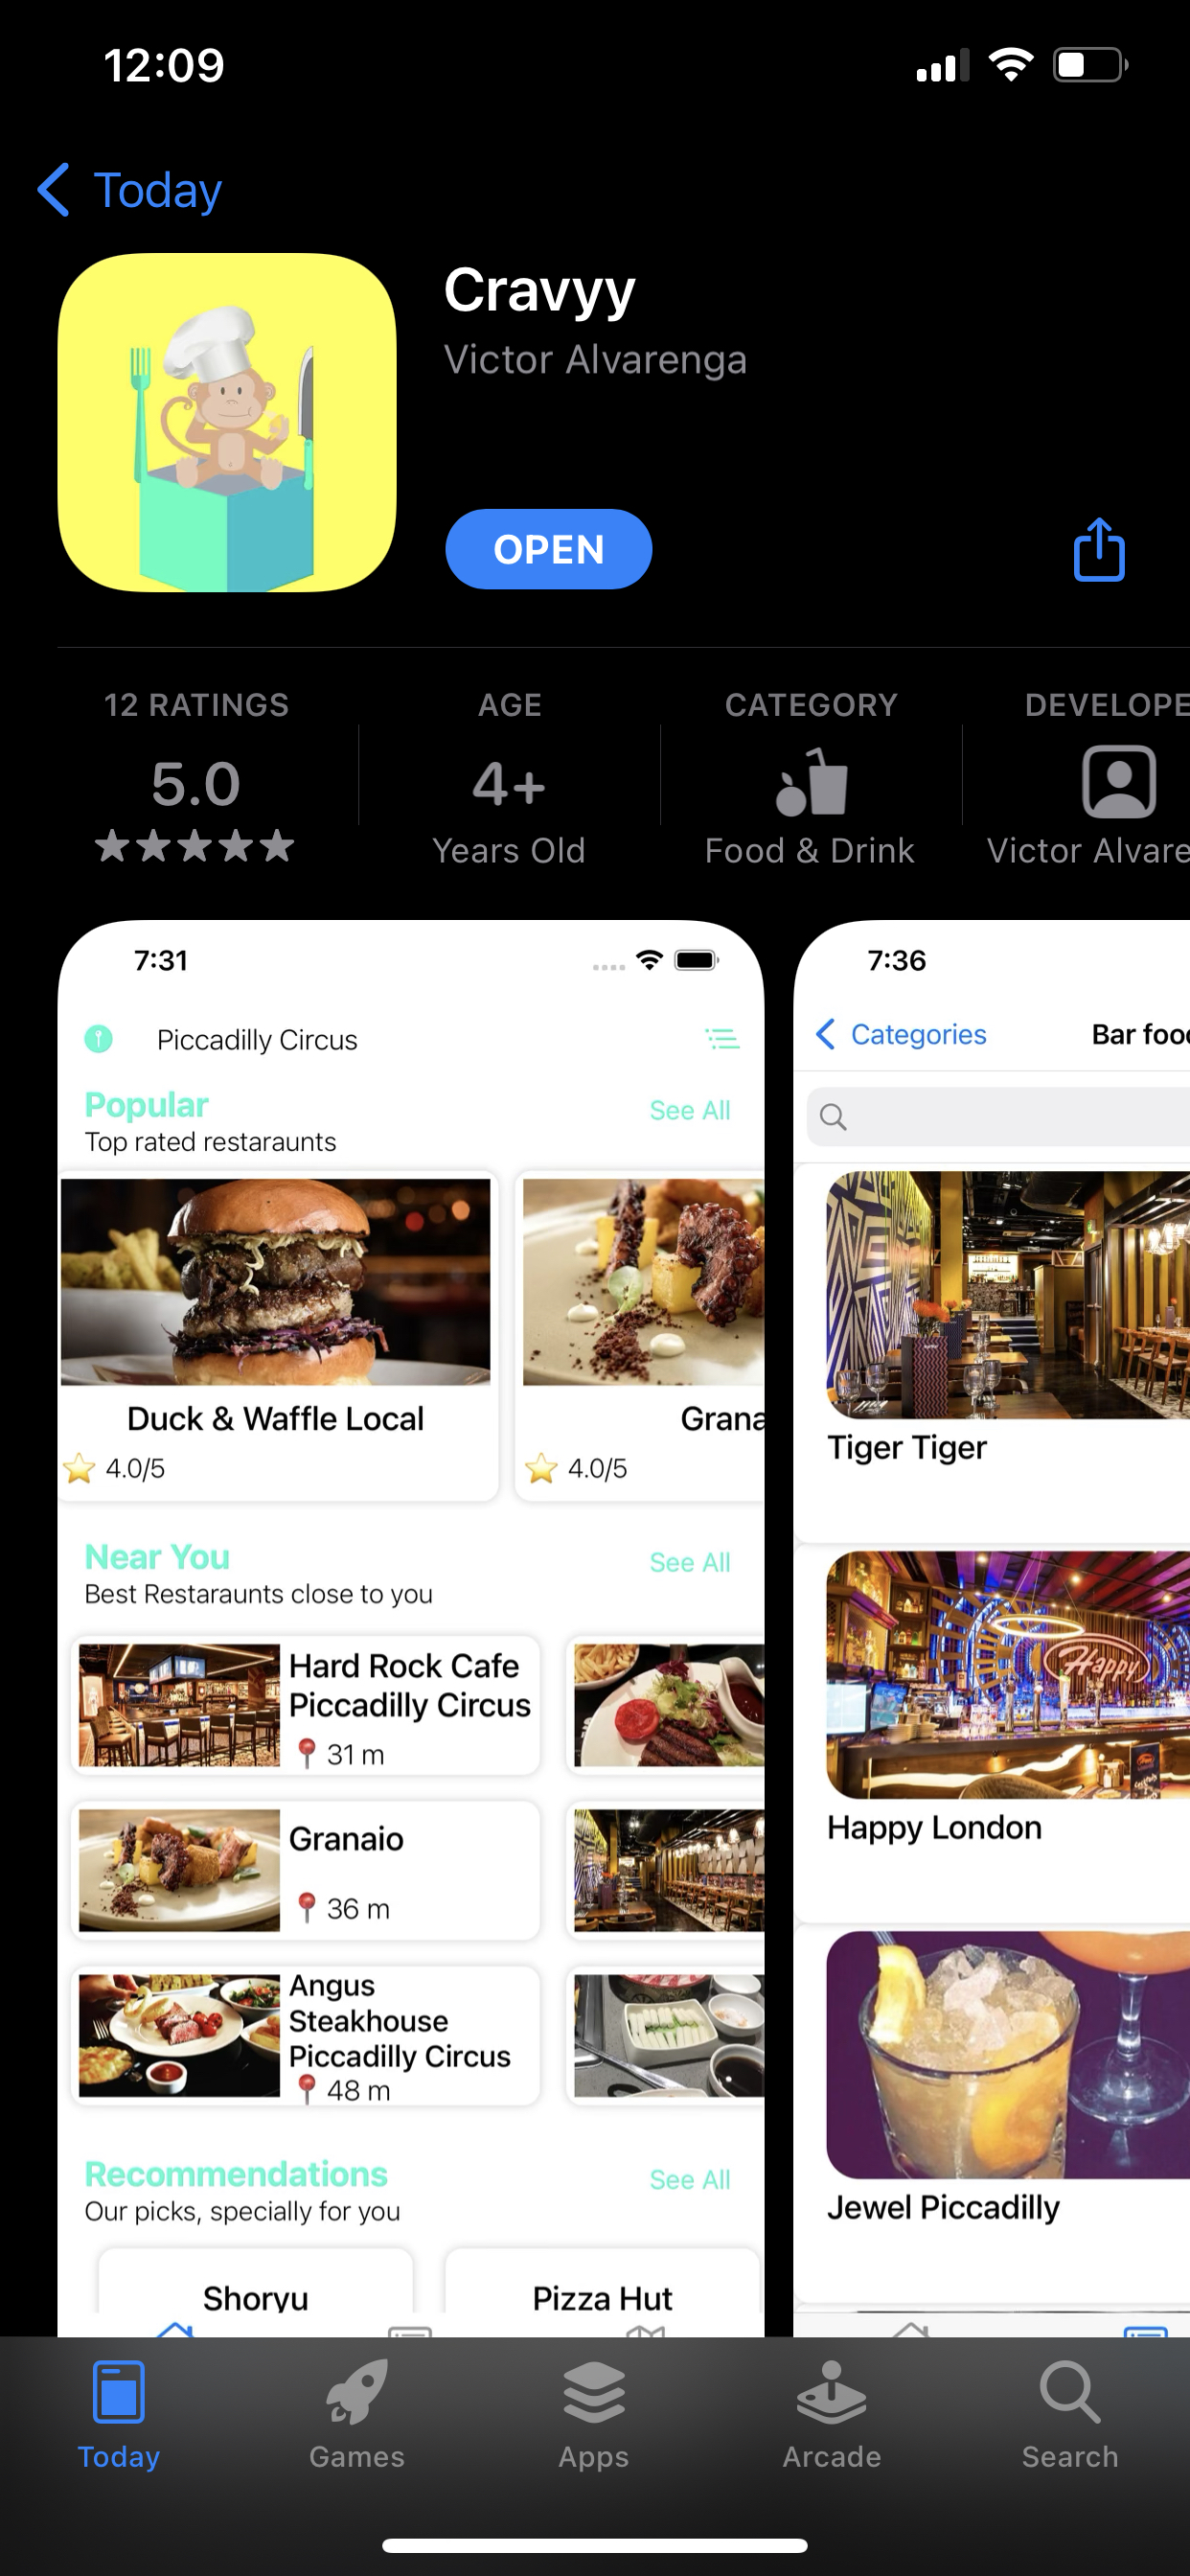 12:09
Today
Cravyy
Victor Alvarenga
OPEN
12 RATINGS
5.0
AGE
4+
Years Old
CATEGORY
Food & Drink
DEVELOPE
Victor Alvare
7:31
Piccadilly Circus
Popular
See All
Top rated restaraunts
Duck & Waffle Local
4.0/5
Grana
4.0/5
Near You
See All
Best Restaraunts close to you
Hard Rock Cafe
Piccadilly Circus
31 m
Granaio
36 m
Angus
Steakhouse
Piccadilly Circus
48 m
Recommendations
See All
Our picks, specially for you
Shoryu
Pizza Hut
7:36
Categories
Bar food
Tiger Tiger
Happy
Happy London
Jewel Piccadilly
Today
Games
Apps
Arcade
Search